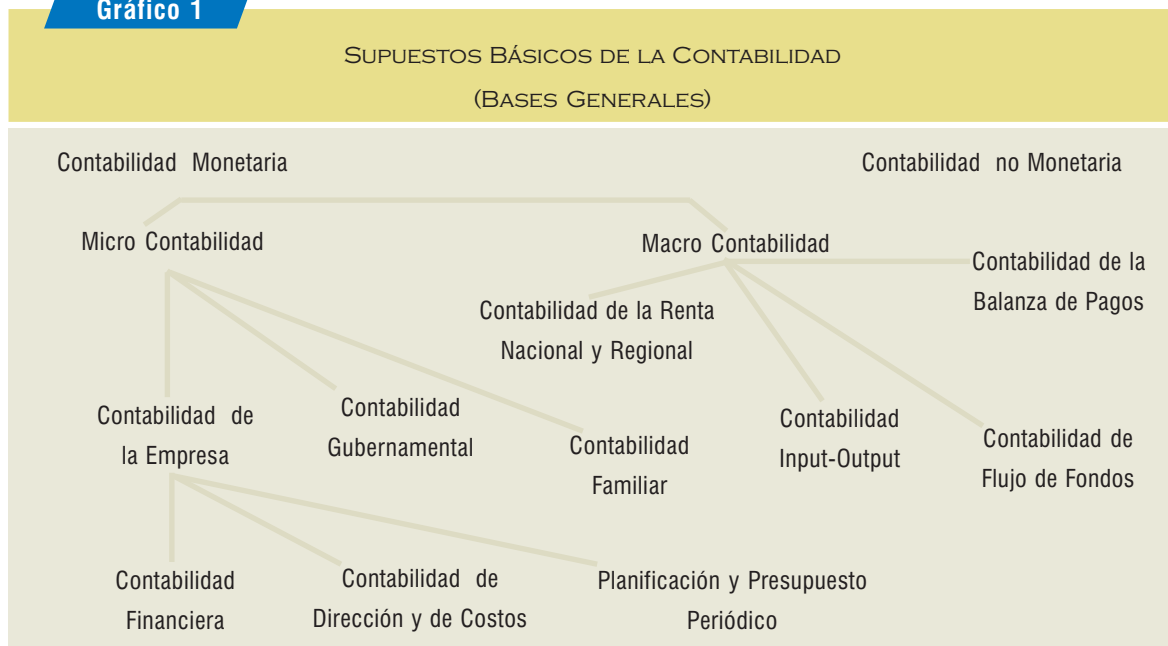 Gráfico 1
SUPUESTOS BÁSICOS DE LA CONTABILIDAD
(BASES GENERALES)
Contabilidad Monetaria
Contabilidad no Monetaria
Micro Contabilidad
Macro Contabilidad
Contabilidad de la
Balanza de Pagos
Contabilidad de la Renta
Nacional y Regional
Contabilidad de
la Empresa
Contabilidad
Gubernamental
Contabilidad
Familiar
Contabilidad
Input-Output
Contabilidad de
Flujo de Fondos
Contabilidad
Financiera
Contabilidad de
Dirección y de Costos
Planificación y Presupuesto
Periódico